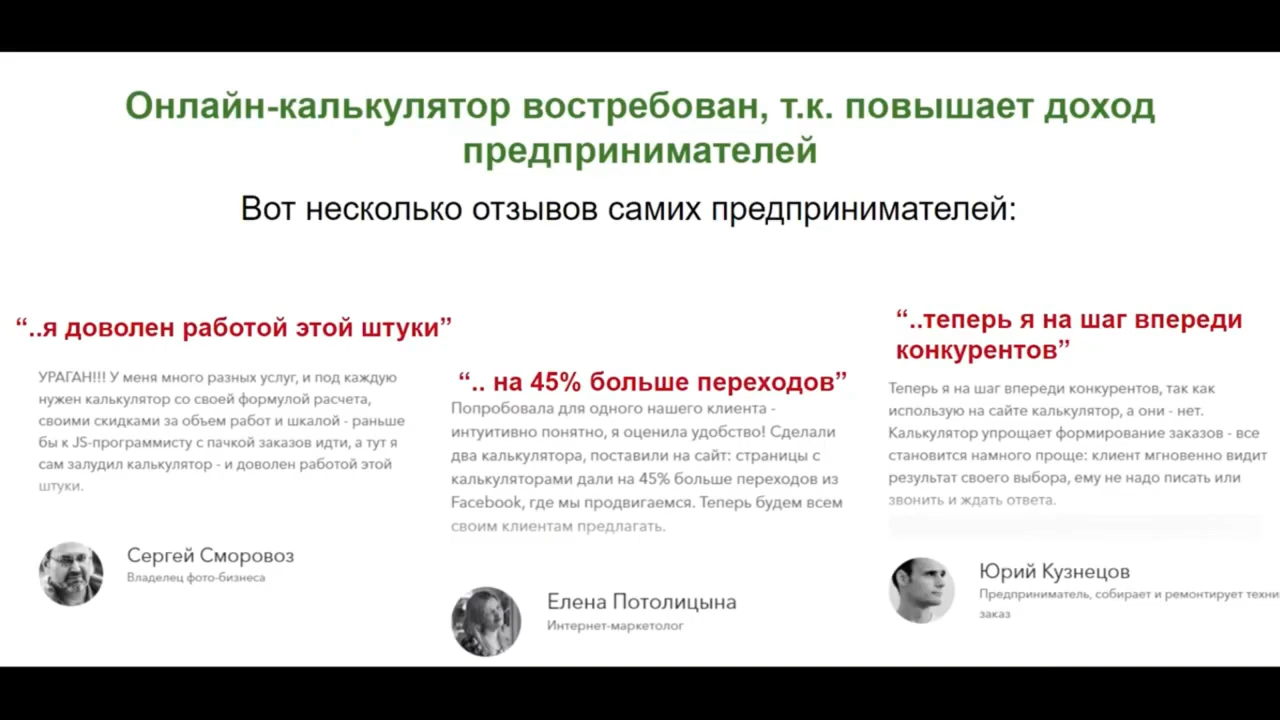 Онлайн-калькулятор востребован, т.к. повышает доход
предпринимателей
Вот несколько отзывов самих предпринимателей:
“..я доволен работой этой штуки”
УРАГАН!!! У меня много разных услуг, и под каждую
нужен калькулятор со своей формулой расчета,
своими скидками за объем работ и шкалой - раньше
бы к JS-программисту с пачкой заказов идти, а тут я
сам залудил калькулятор - и доволен работой этой
штуки.
Сергей Сморовоз
Владелец фото-бизнеса
“.. на 45% больше переходов”
Попробовала для одного нашего клиента -
интуитивно понятно, я оценила удобство! Сделали
два калькулятора, поставили на сайт: страницы с
калькуляторами дали на 45% больше переходов из
Facebook, где мы продвигаемся. Теперь будем всем
своим клиентам предлагать.
Елена Потолицына
Интернет-маркетолог
“..теперь я на шаг впереди
конкурентов”
Теперь я на шаг впереди конкурентов, так как
использую на сайте калькулятор, а они - нет.
Калькулятор упрощает формирование заказов - все
становится намного проще: клиент мгновенно видит
результат своего выбора, ему не надо писать или
звонить и ждать ответа.
Юрий Кузнецов
Предприниматель, собирает и ремонтирует техни
заказ